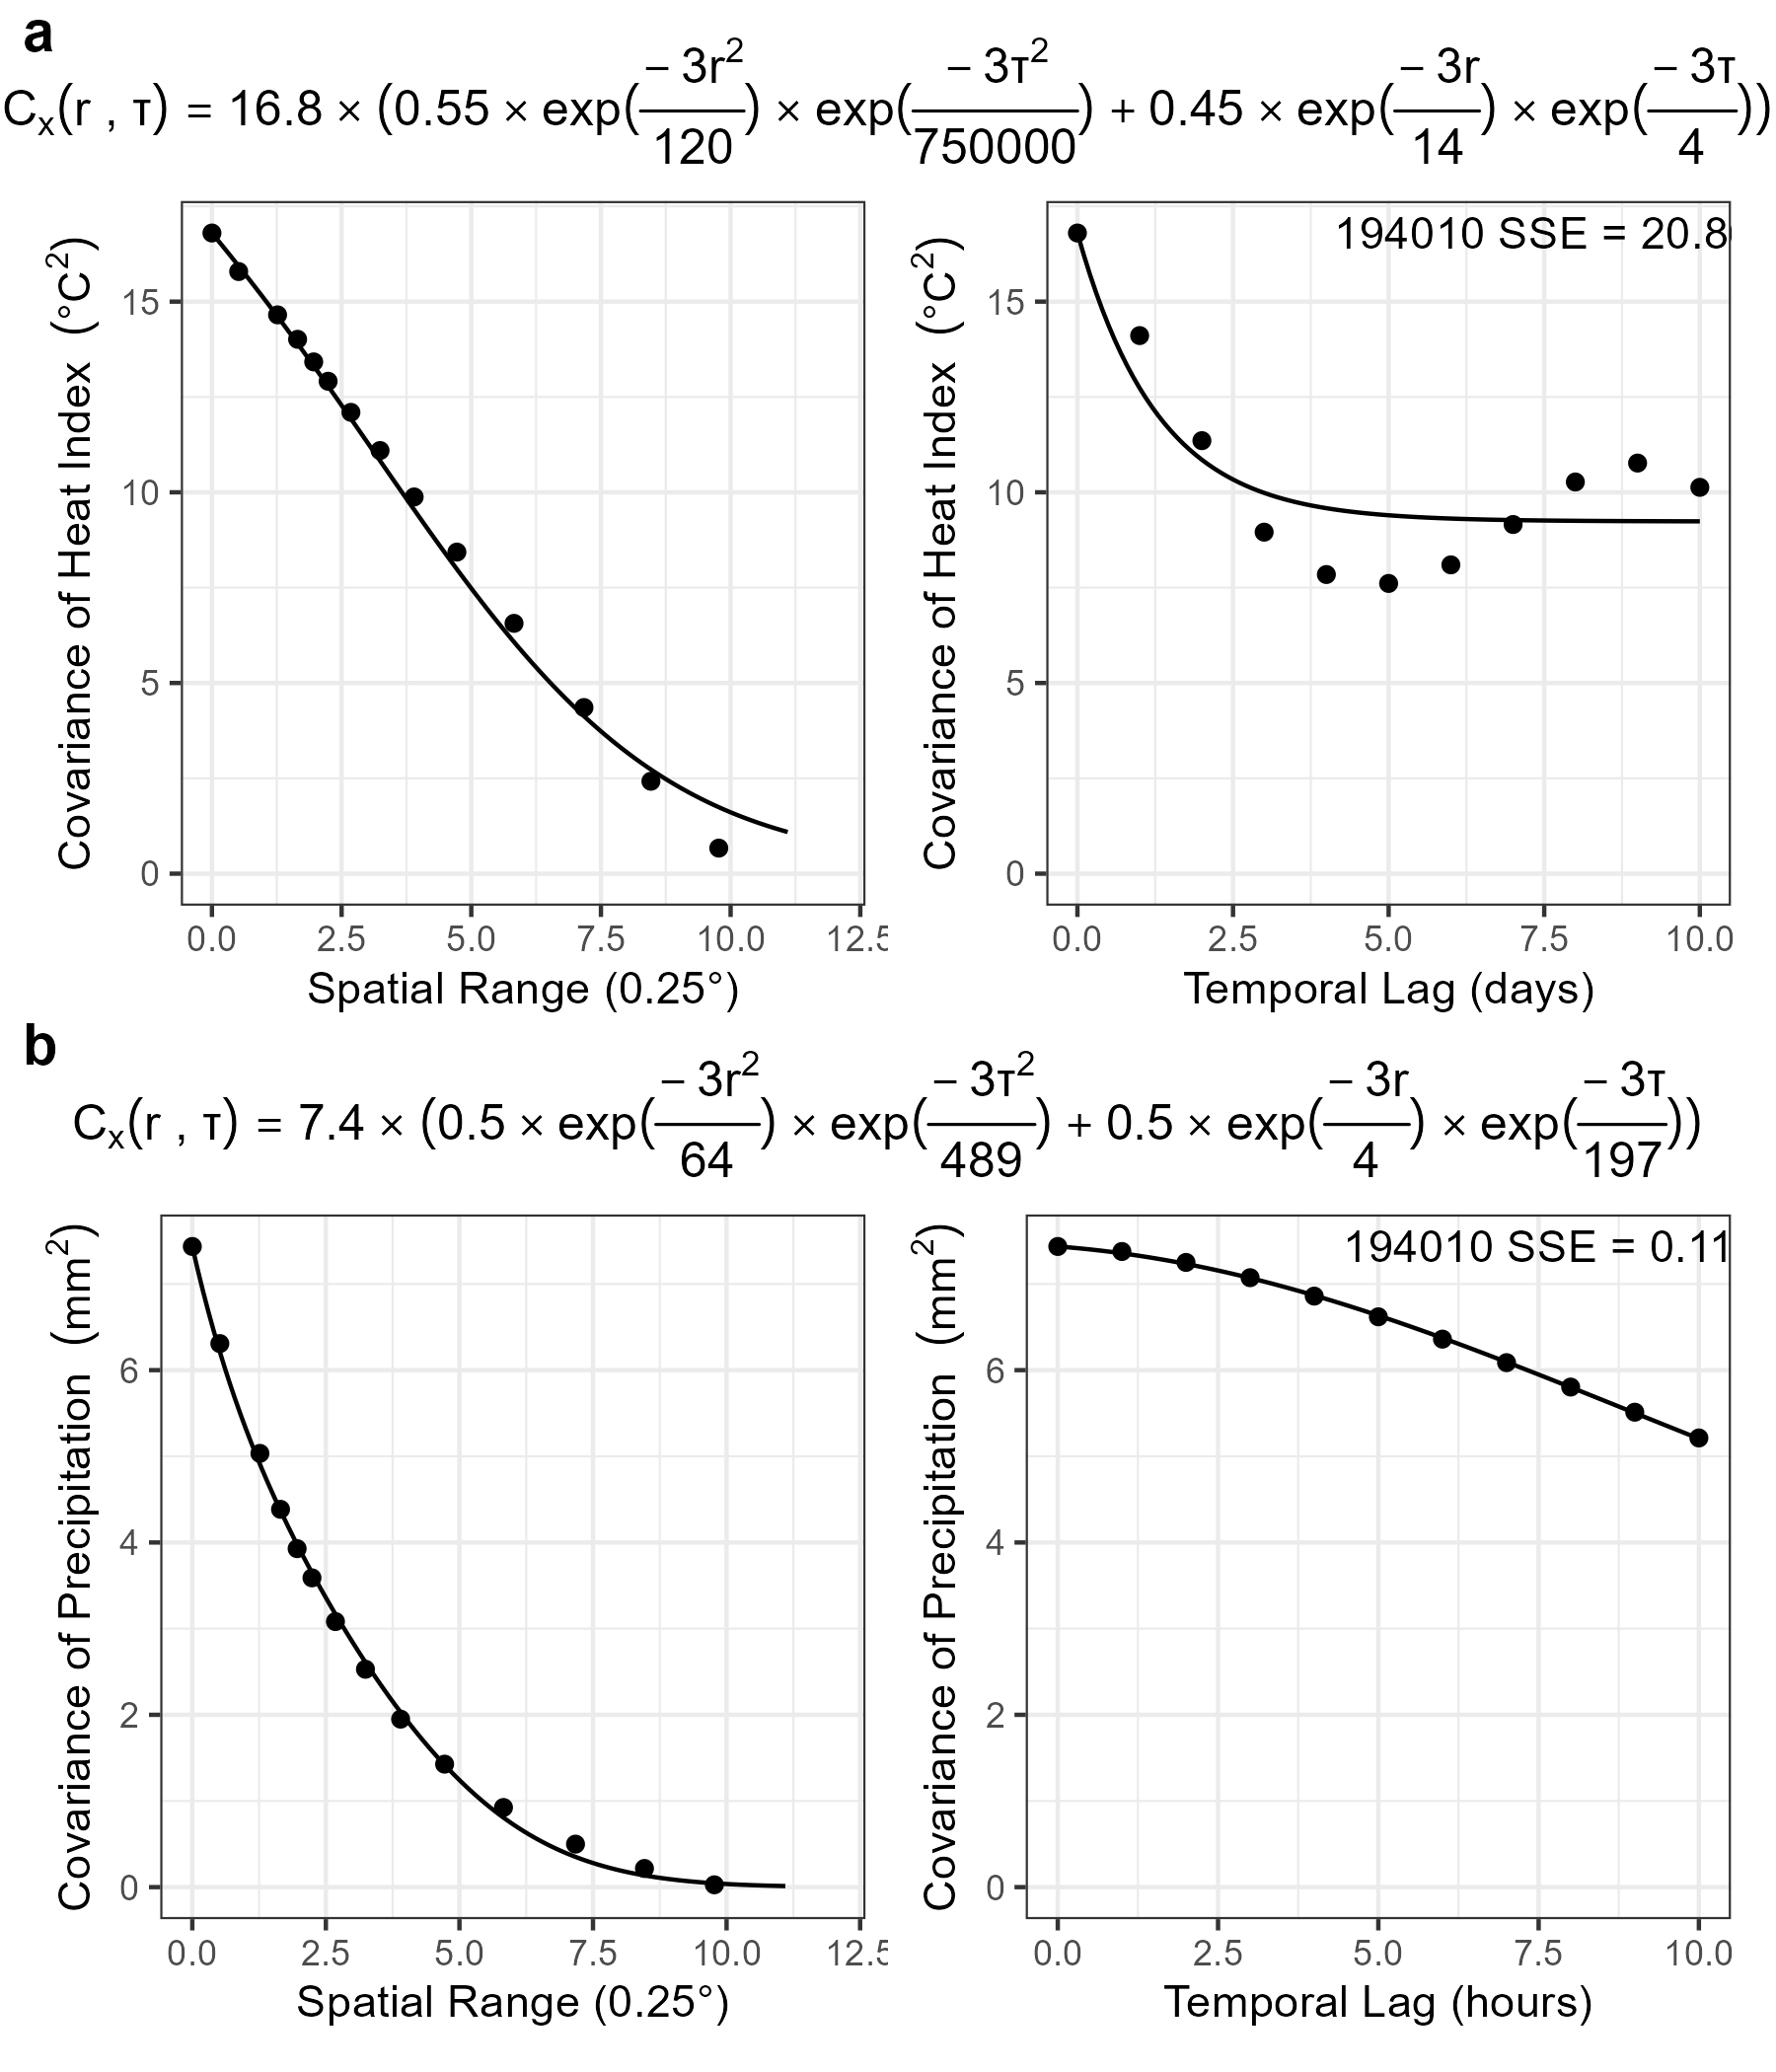 a
Cₓ(r , τ) = 16.8 × (0.55 × exp(− 3r² / 120) × exp(− 3τ² / 750000) + 0.45 × exp(− 3r / 14) × exp(− 3τ / 4))
Covariance of Heat Index (°C²)
15
10
5
0
0.0 2.5 5.0 7.5 10.0 12.5
Spatial Range (0.25°)
194010 SSE = 20.8
Covariance of Heat Index (°C²)
15
10
5
0
0.0 2.5 5.0 7.5 10.0
Temporal Lag (days)
b
Cₓ(r , τ) = 7.4 × (0.5 × exp(− 3r² / 64) × exp(− 3τ² / 489) + 0.5 × exp(− 3r / 4) × exp(− 3τ / 197))
Covariance of Precipitation (mm²)
6
4
2
0
0.0 2.5 5.0 7.5 10.0 12.5
Spatial Range (0.25°)
194010 SSE = 0.11
Covariance of Precipitation (mm²)
6
4
2
0
0.0 2.5 5.0 7.5 10.0
Temporal Lag (hours)